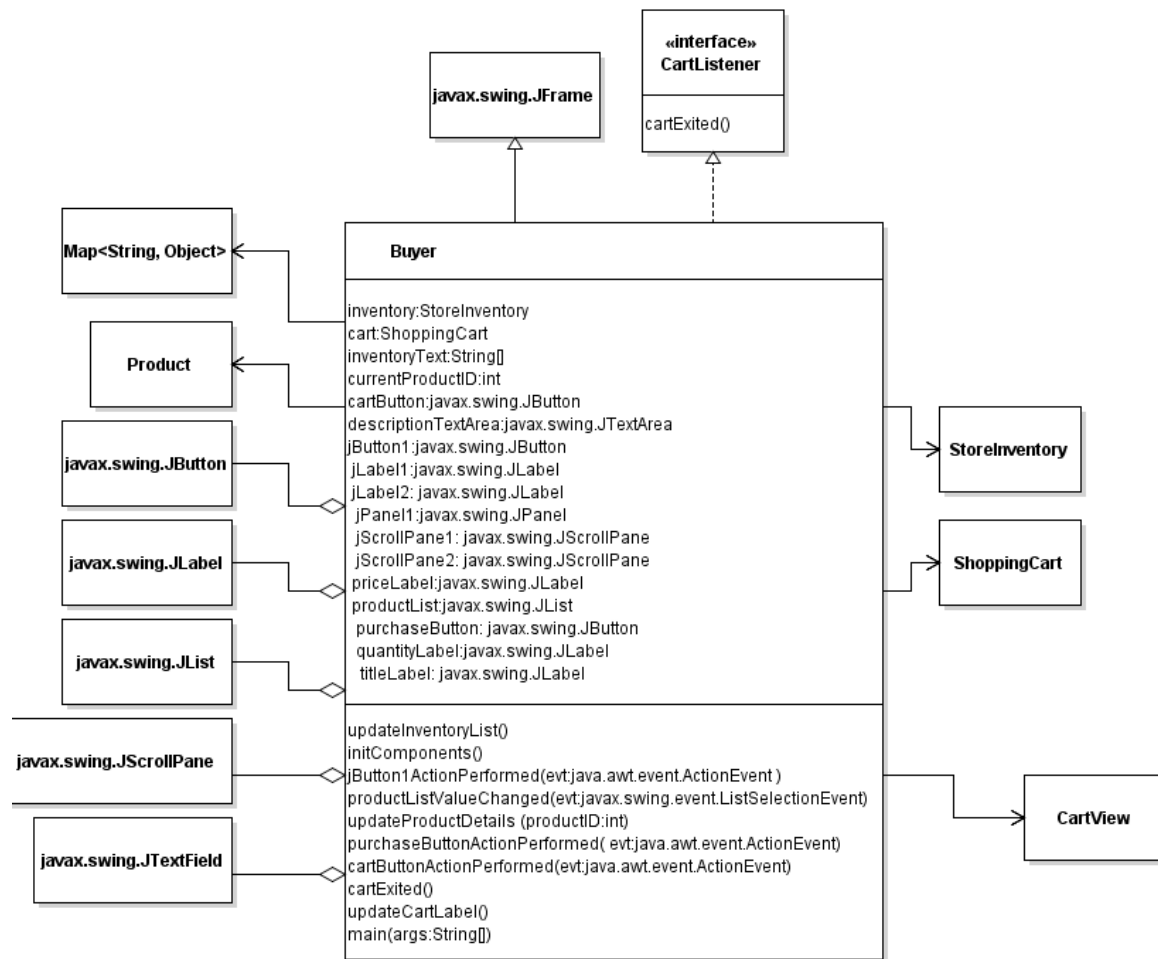 «interface»
CartListener
cartExited()
javax.swing.JFrame
Map<String, Object>
Product
javax.swing.JButton
javax.swing.JLabel
javax.swing.JList
javax.swing.JScrollPane
javax.swing.JTextField
Buyer
inventory:StoreInventory
cart:ShoppingCart
inventoryText:String[]
currentProductID:int
cartButton:javax.swing.JButton
descriptionTextArea:javax.swing.JTextArea
jButton1:javax.swing.JButton
jLabel1:javax.swing.JLabel
jLabel2: javax.swing.JLabel
jPanel1:javax.swing.JPanel
jScrollPane1: javax.swing.JScrollPane
jScrollPane2: javax.swing.JScrollPane
priceLabel:javax.swing.JLabel
productList:javax.swing.JList
purchaseButton: javax.swing.JButton
quantityLabel:javax.swing.JLabel
titleLabel: javax.swing.JLabel
updateInventoryList()
initComponents()
jButton1ActionPerformed(evt:java.awt.event.ActionEvent )
productListValueChanged(evt:javax.swing.event.ListSelectionEvent)
updateProductDetails (productID:int)
purchaseButtonActionPerformed( evt:java.awt.event.ActionEvent)
cartButtonActionPerformed(evt:java.awt.event.ActionEvent)
cartExited()
updateCartLabel()
main(args:String[])
StoreInventory
ShoppingCart
CartView